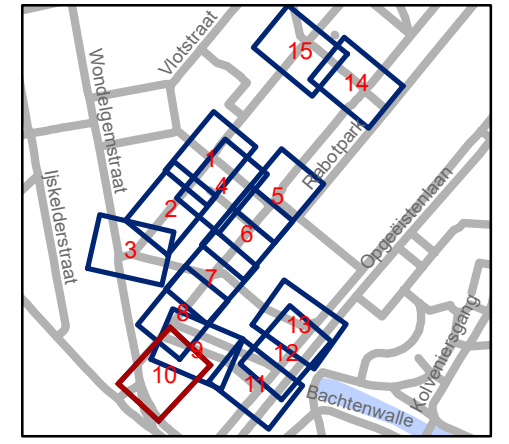 Vlotstraat
15
14
Wondelgemstraat
Rabotpark
1
4
5
Ijskelderstraat
2
Opgeëistenlaan
6
3
7
8
13
9
12
10
11
Kolveniersgang
Bachtenwalle